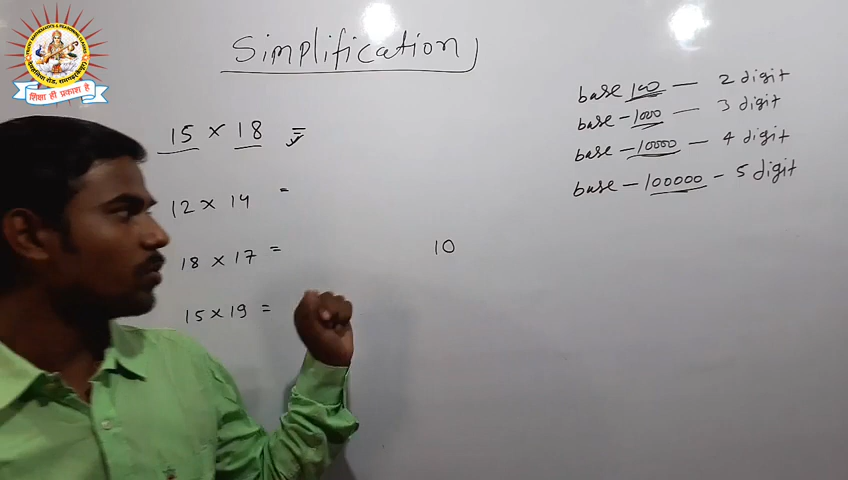 शिक्षा ही प्रकाश है
Simplification
15 × 18 =
12 × 14 =
18 × 17 =
15 × 19 =
10
base 100 — 2 digit
base - 1000 — 3 digit
base - 10000 - 4 digit
base - 100000 - 5 digit